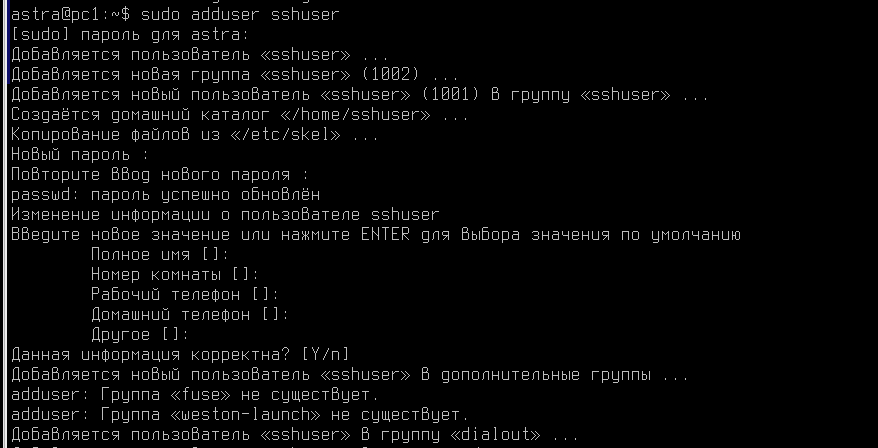 astra@pc1:~$ sudo adduser sshuser
[sudo] пароль для astra:
Добавляется пользователь «sshuser» ...
Добавляется новая группа «sshuser» (1002) ...
Добавляется новый пользователь «sshuser» (1001) в группу «sshuser» ...
Создаётся домашний каталог «/home/sshuser» ...
Копирование файлов из «/etc/skel» ...
Новый пароль :
Повторите ввод нового пароля :
passwd: пароль успешно обновлён
Изменение информации о пользователе sshuser
Введите новое значение или нажмите ENTER для выбора значения по умолчанию
Полное имя []:
Номер комнаты []:
Рабочий телефон []:
Домашний телефон []:
Другое []:
Данная информация корректна? [Y/n]
Добавляется новый пользователь «sshuser» в дополнительные группы ...
adduser: Группа «fuse» не существует.
adduser: Группа «weston-launch» не существует.
Добавляется пользователь «sshuser» в группу «dialout» ...